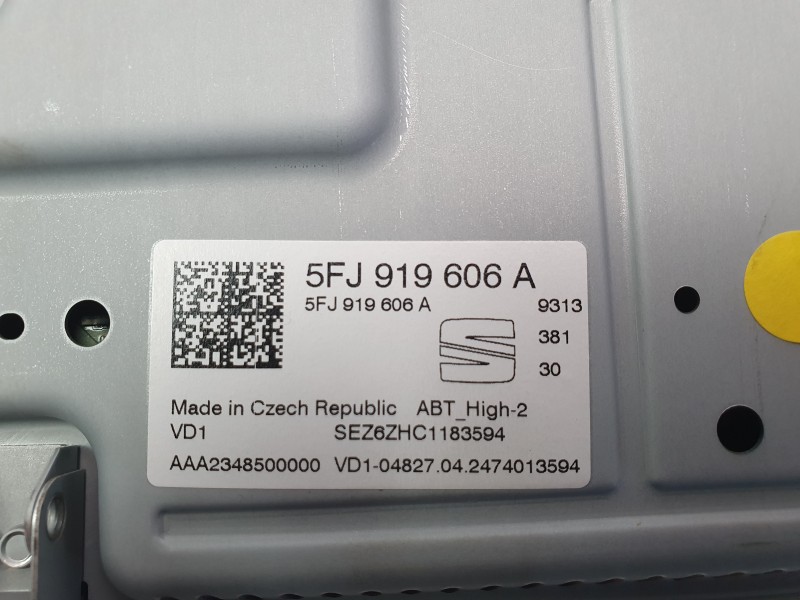 5FJ 919 606 A
5FJ 919 606 A 9313
381
30
Made in Czech Republic ABT_High-2
VD1 SEZ6ZHC1183594
AAA2348500000 VD1-04827.04.2474013594